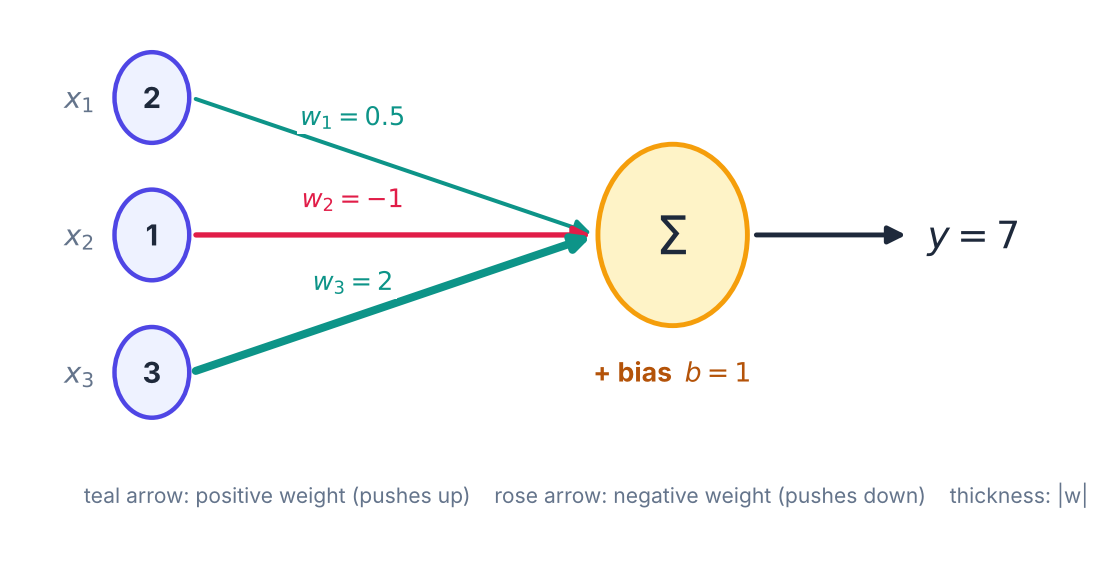 x₁ 2
w₁ = 0.5
w₂ = −1
x₂ 1 Σ y = 7
w₃ = 2
x₃ 3 + bias b = 1
teal arrow: positive weight (pushes up) rose arrow: negative weight (pushes down) thickness: |w|